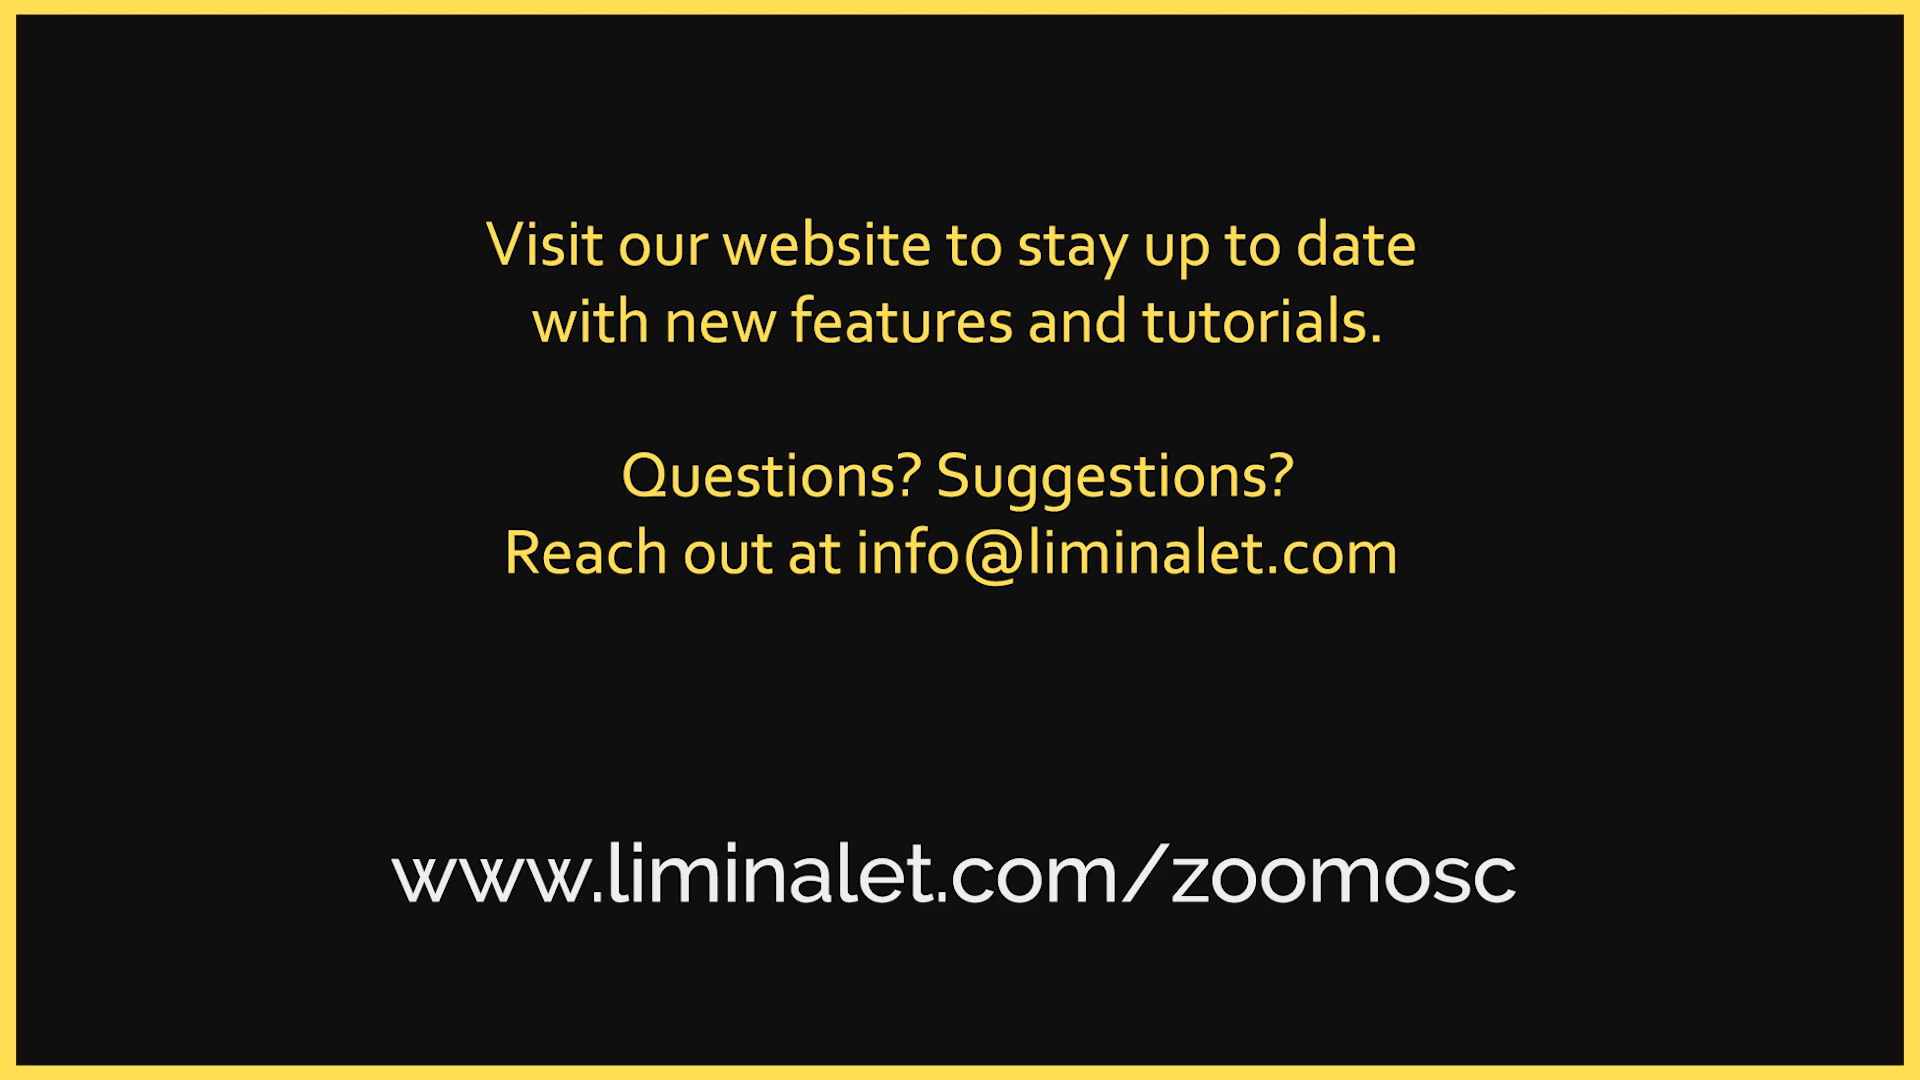 Visit our website to stay up to date
with new features and tutorials.
Questions? Suggestions?
Reach out at info@liminalet.com
www.liminalet.com/zoomosc